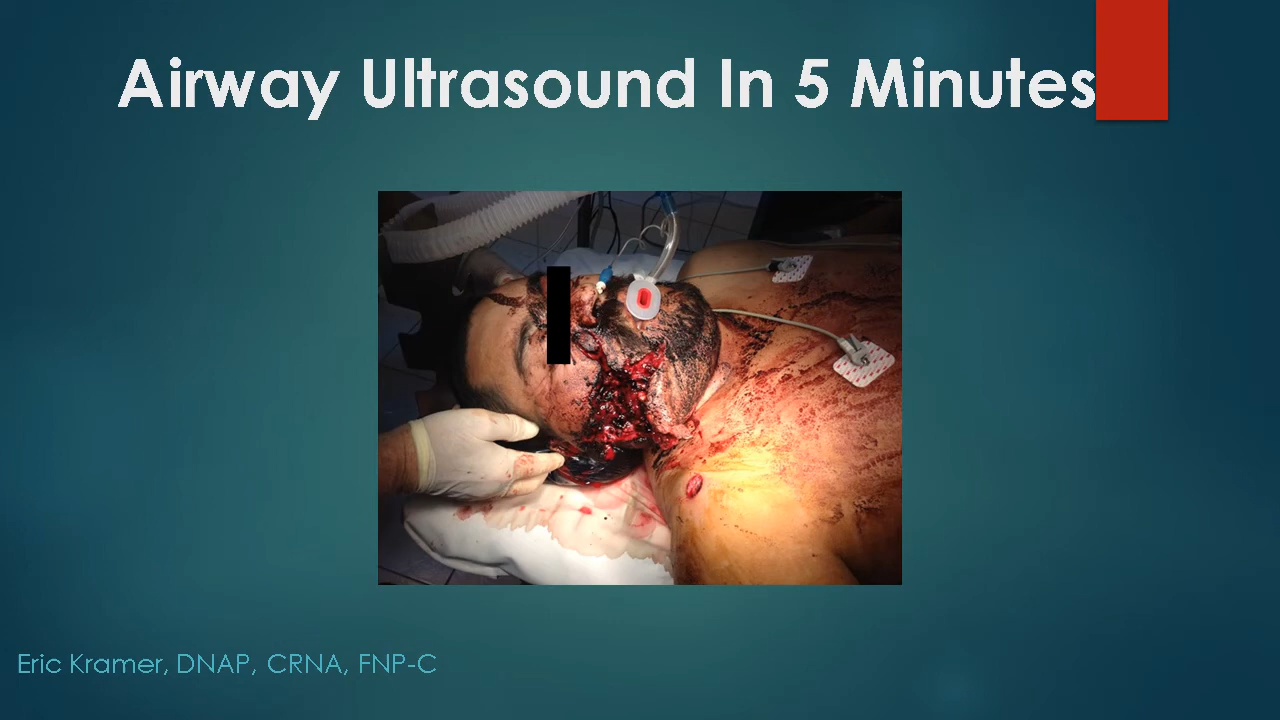 Airway Ultrasound In 5 Minutes
Eric Kramer, DNAP, CRNA, FNP-C